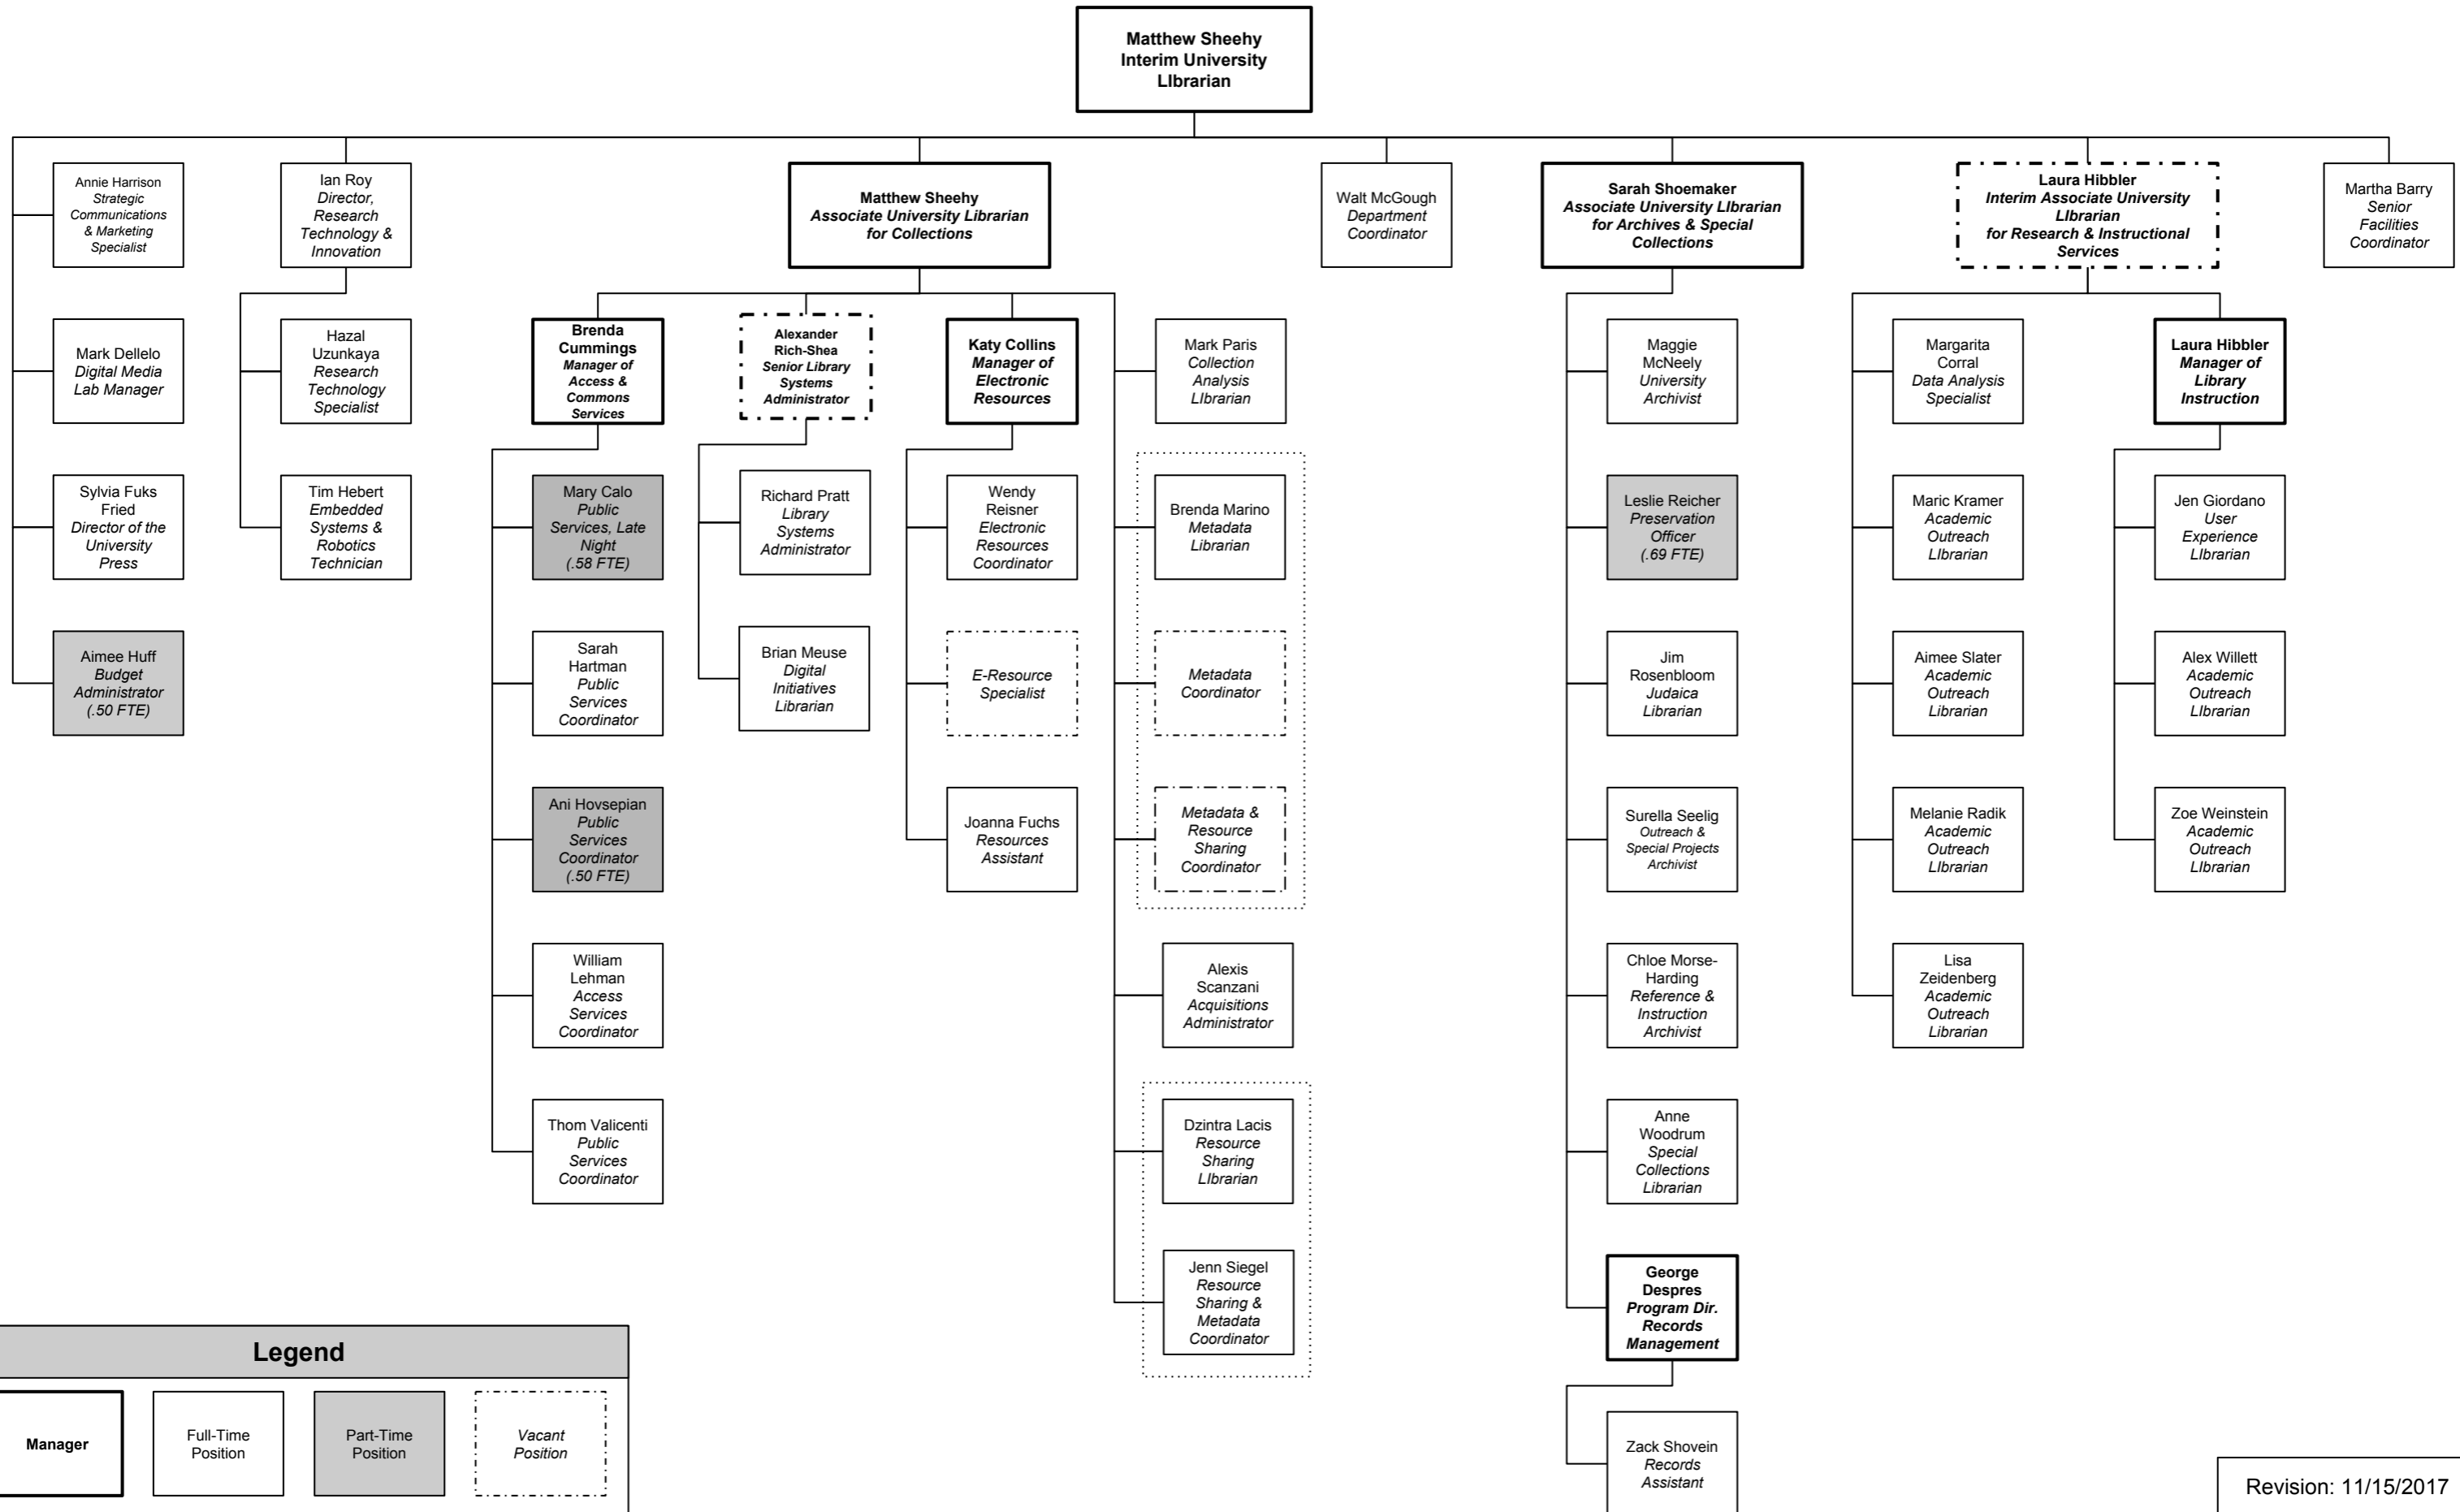 Matthew Sheehy
Interim University
LIbrarian
Annie Harrison
Strategic
Communications
& Marketing
Specialist
Mark Dellelo
Digital Media
Lab Manager
Sylvia Fuks
Fried
Director of the
University
Press
Aimee Huff
Budget
Administrator
(.50 FTE)
Ian Roy
Director,
Research
Technology &
Innovation
Hazal
Uzunkaya
Research
Technology
Specialist
Tim Hebert
Embedded
Systems &
Robotics
Technician
Matthew Sheehy
Associate University Librarian
for Collections
Brenda
Cummings
Manager of
Access &
Commons
Services
Mary Calo
Public
Services, Late
Night
(.58 FTE)
Sarah
Hartman
Public
Services
Coordinator
Ani Hovsepian
Public
Services
Coordinator
(.50 FTE)
William
Lehman
Access
Services
Coordinator
Thom Valicenti
Public
Services
Coordinator
Alexander
Rich-Shea
Senior Library
Systems
Administrator
Richard Pratt
Library
Systems
Administrator
Brian Meuse
Digital
Initiatives
Librarian
Katy Collins
Manager of
Electronic
Resources
Wendy
Reisner
Electronic
Resources
Coordinator
E-Resource
Specialist
Joanna Fuchs
Resources
Assistant
Mark Paris
Collection
Analysis
LIbrarian
Brenda Marino
Metadata
Librarian
Metadata
Coordinator
Metadata &
Resource
Sharing
Coordinator
Alexis
Scanzani
Acquisitions
Administrator
Dzintra Lacis
Resource
Sharing
LIbrarian
Jenn Siegel
Resource
Sharing &
Metadata
Coordinator
Walt McGough
Department
Coordinator
Sarah Shoemaker
Associate University LIbrarian
for Archives & Special
Collections
Maggie
McNeely
University
Archivist
Leslie Reicher
Preservation
Officer
(.69 FTE)
Jim
Rosenbloom
Judaica
Librarian
Surella Seelig
Outreach &
Special Projects
Archivist
Chloe Morse-
Harding
Reference &
Instruction
Archivist
Anne
Woodrum
Special
Collections
Librarian
George
Despres
Program Dir.
Records
Management
Zack Shovein
Records
Assistant
Laura Hibbler
Interim Associate University
LIbrarian
for Research & Instructional
Services
Margarita
Corral
Data Analysis
Specialist
Maric Kramer
Academic
Outreach
LIbrarian
Aimee Slater
Academic
Outreach
Librarian
Melanie Radik
Academic
Outreach
LIbrarian
Lisa
Zeidenberg
Academic
Outreach
Librarian
Laura Hibbler
Manager of
Library
Instruction
Jen Giordano
User
Experience
LIbrarian
Alex Willett
Academic
Outreach
LIbrarian
Zoe Weinstein
Academic
Outreach
LIbrarian
Martha Barry
Senior
Facilities
Coordinator
Legend
Manager
Full-Time
Position
Part-Time
Position
Vacant
Position
Revision: 11/15/2017